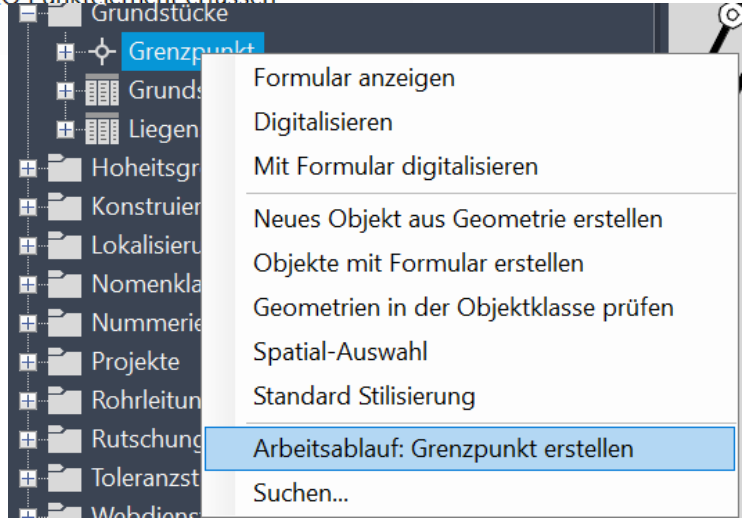 Grundstücke
Grenzpunkt
Formular anzeigen
Digitalisieren
Mit Formular digitalisieren
Neues Objekt aus Geometrie erstellen
Objekte mit Formular erstellen
Geometrien in der Objektklasse prüfen
Spatial-Auswahl
Standard Stilisierung
Arbeitsablauf: Grenzpunkt erstellen
Suchen...
Grunds
Liegen
Hoheitsgr
Konstruier
Lokalisieru
Nomenkla
Nummerie
Projekte
Rohrleitun
Rutschung
Toleranzst
Webdiens